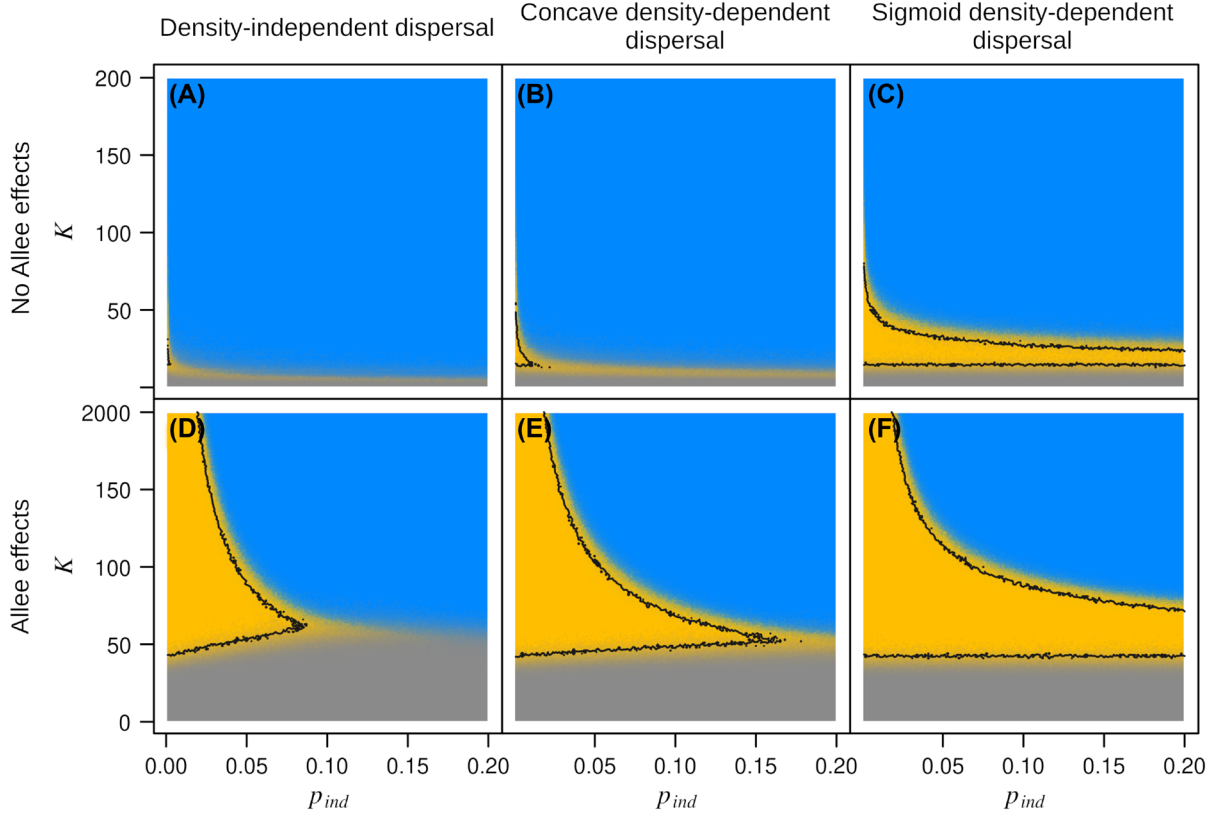 Density-independent dispersal
Concave density-dependent
dispersal
Sigmoid density-dependent
dispersal
No Allee effects
K
200
150
100
50
(A)
(B)
(C)
Allee effects
K
2000
150
100
50
0
(D)
(E)
(F)
0.00 0.05 0.10 0.15 0.20
0.05 0.10 0.15 0.20
0.05 0.10 0.15 0.20
p ind
p ind
p ind